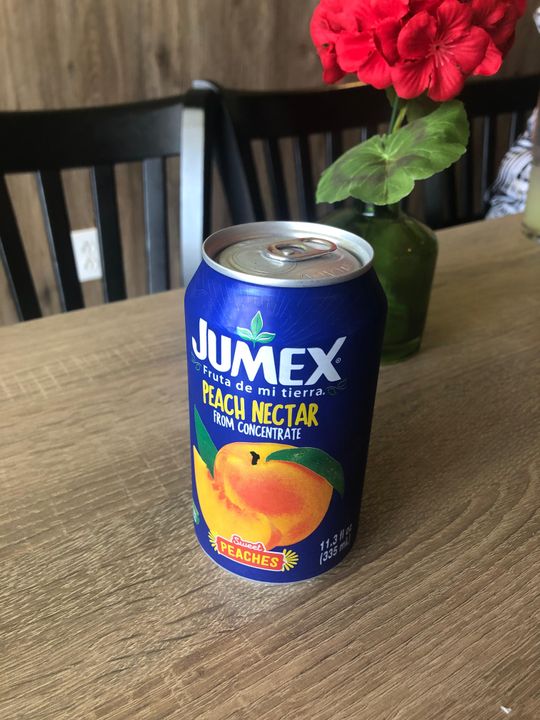 JUMEX®
Fruta de mi tierra.
PEACH NECTAR
FROM CONCENTRATE
Sweet
PEACHES
11.3 fl oz
(335 mL)